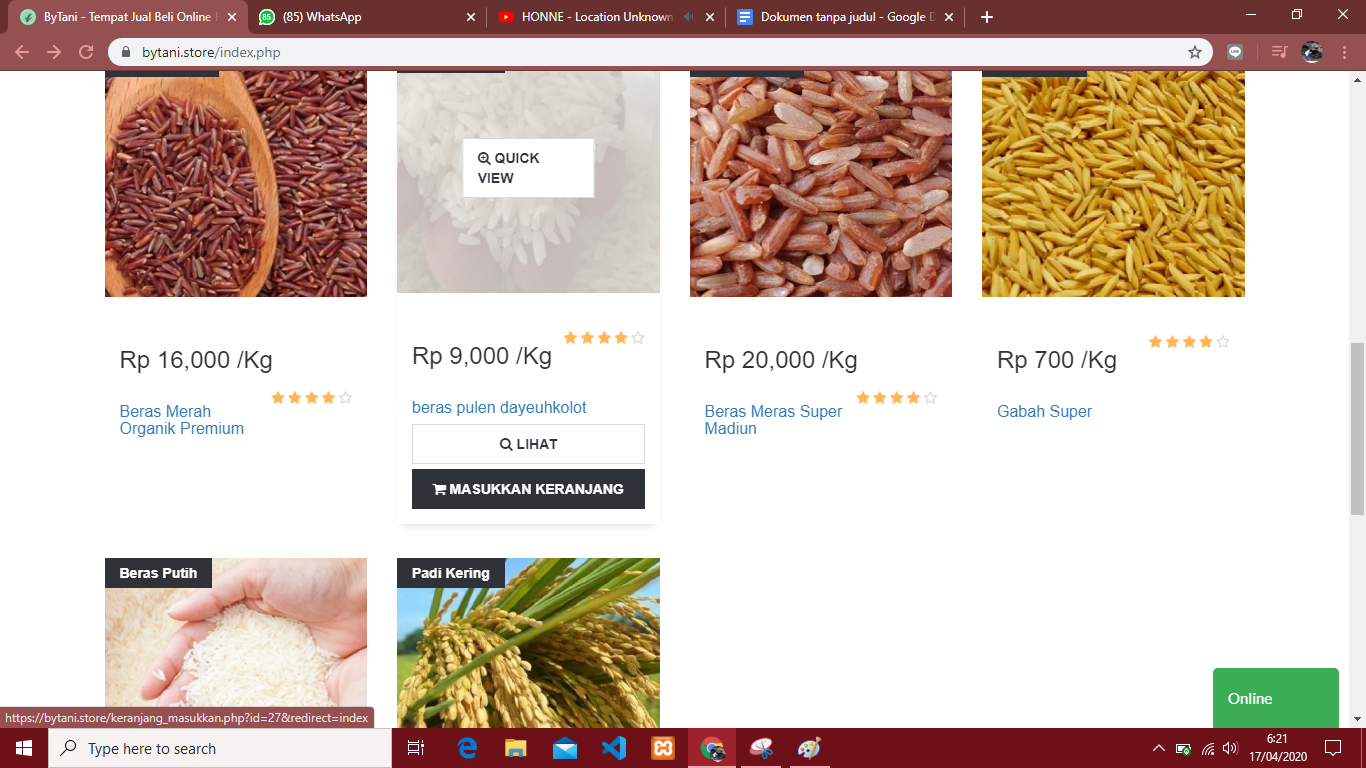 ByTani - Tempat Jual Beli Online
(85) WhatsApp
HONNE - Location Unknown
Dokumen tanpa judul - Google D
bytani.store/index.php
QUICK
VIEW
Rp 16,000 /Kg
Beras Merah
Organik Premium
Rp 9,000 /Kg
beras pulen dayeuhkolot
LIHAT
MASUKKAN KERANJANG
Rp 20,000 /Kg
Beras Meras Super
Madiun
Rp 700 /Kg
Gabah Super
Beras Putih
Padi Kering
Online
https://bytani.store/keranjang_masukkan.php?id=27&redirect=index
Type here to search
6:21
17/04/2020